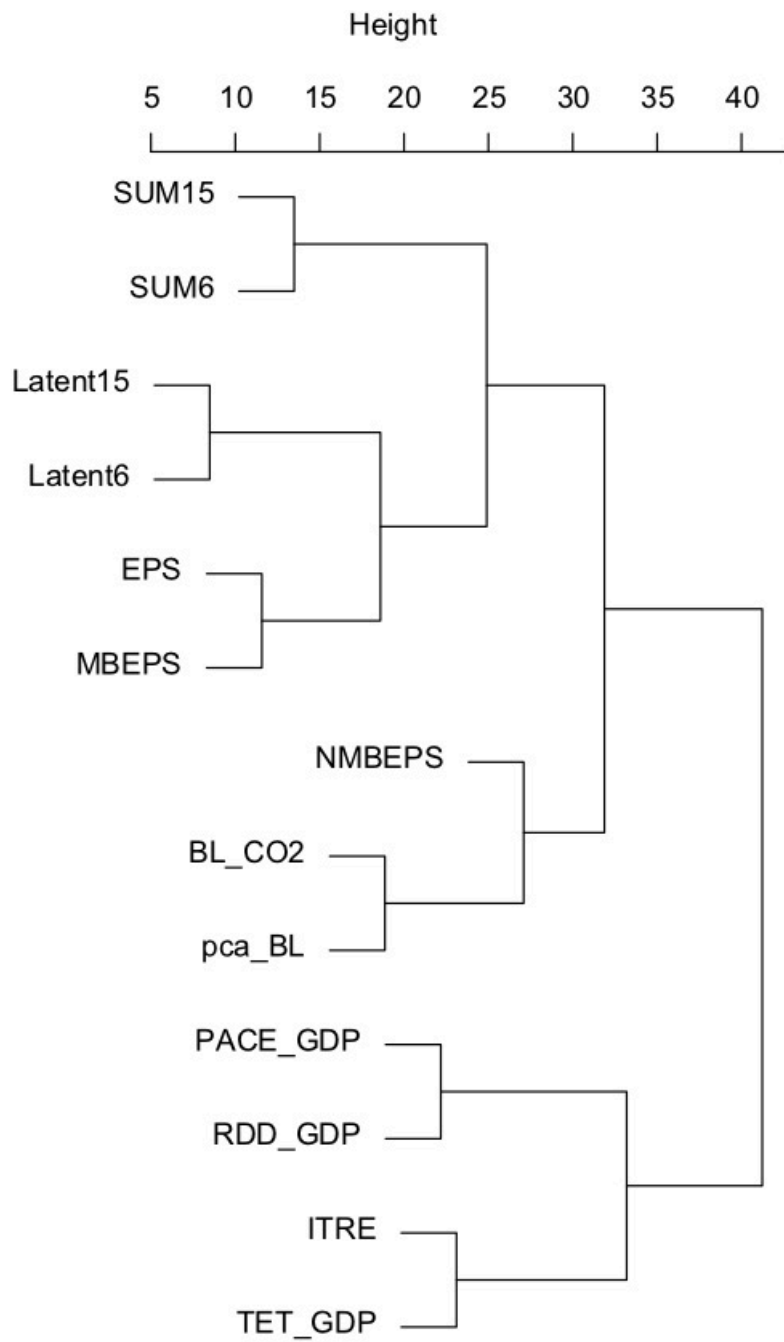 Height
5 10 15 20 25 30 35 40
SUM15
SUM6
Latent15
Latent6
EPS
MBEPS
NMBEPS
BL_CO2
pca_BL
PACE_GDP
RDD_GDP
ITRE
TET_GDP